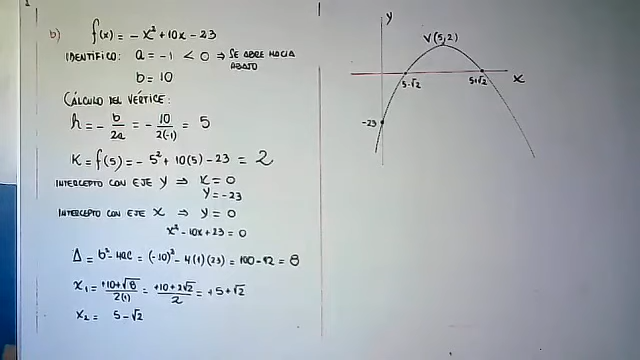 1
b) f(x) = -x² + 10x - 23
IDENTIFICO: a = -1 < 0 ⇒ SE ABRE HACIA ABAJO
b = 10
CÁLCULO DEL VÉRTICE:
h = - b/2a = - 10/2(-1) = 5
K = f(5) = - 5² + 10(5) - 23 = 2
INTERCEPTO CON EJE Y ⇒ X = 0
Y = -23
INTERCEPTO CON EJE X ⇒ Y = 0
x² - 10x + 23 = 0
Δ = b² - 4ac = (-10)² - 4(1)(23) = 100 - 92 = 8
X₁ = +10+√8/2(1) = +10+2√2/2 = +5+√2
X₂ = 5-√2
Y
V(5,2)
5-√2
5+√2
X
-23